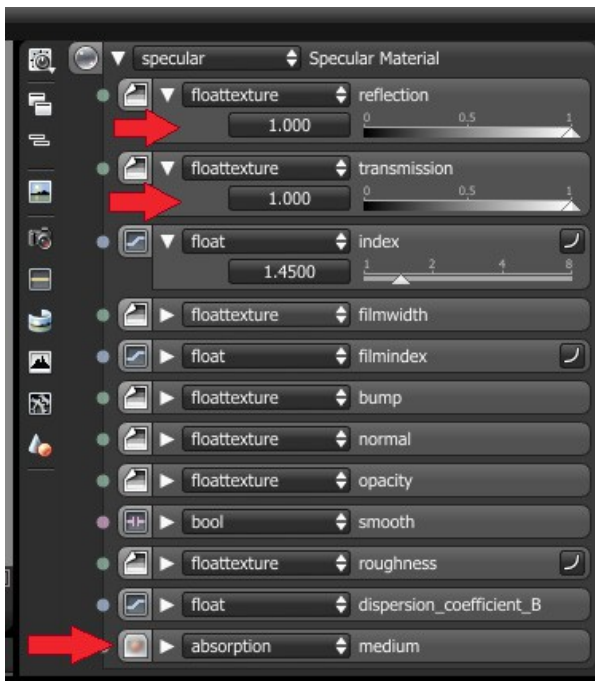 specular Specular Material
floattexture reflection
1.000 0 0.5 1
floattexture transmission
1.000 0 0.5 1
float index
1.4500 1 2 4 8
floattexture filmwidth
float filmindex
floattexture bump
floattexture normal
floattexture opacity
bool smooth
floattexture roughness
float dispersion_coefficient_B
absorption medium